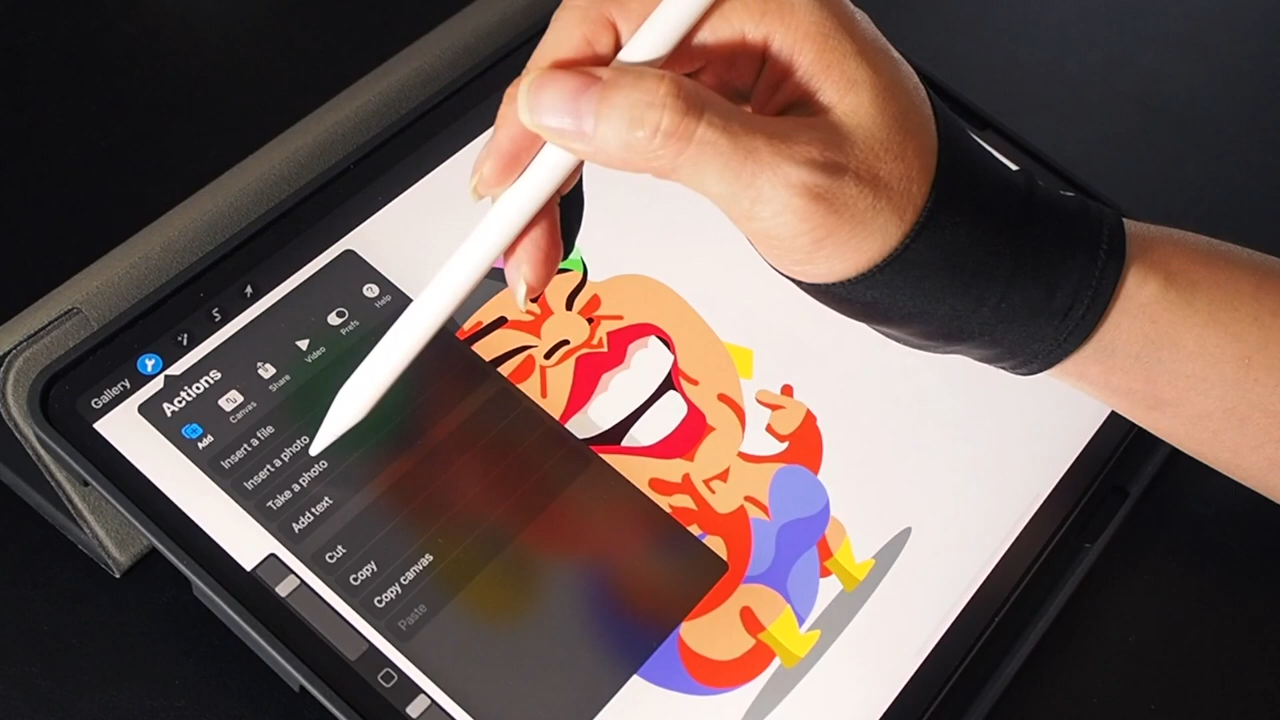 Gallery
Actions
Add
Canvas
Share
Video
Prefs
Help
Insert a file
Insert a photo
Take a photo
Add text
Cut
Copy
Copy canvas
Paste